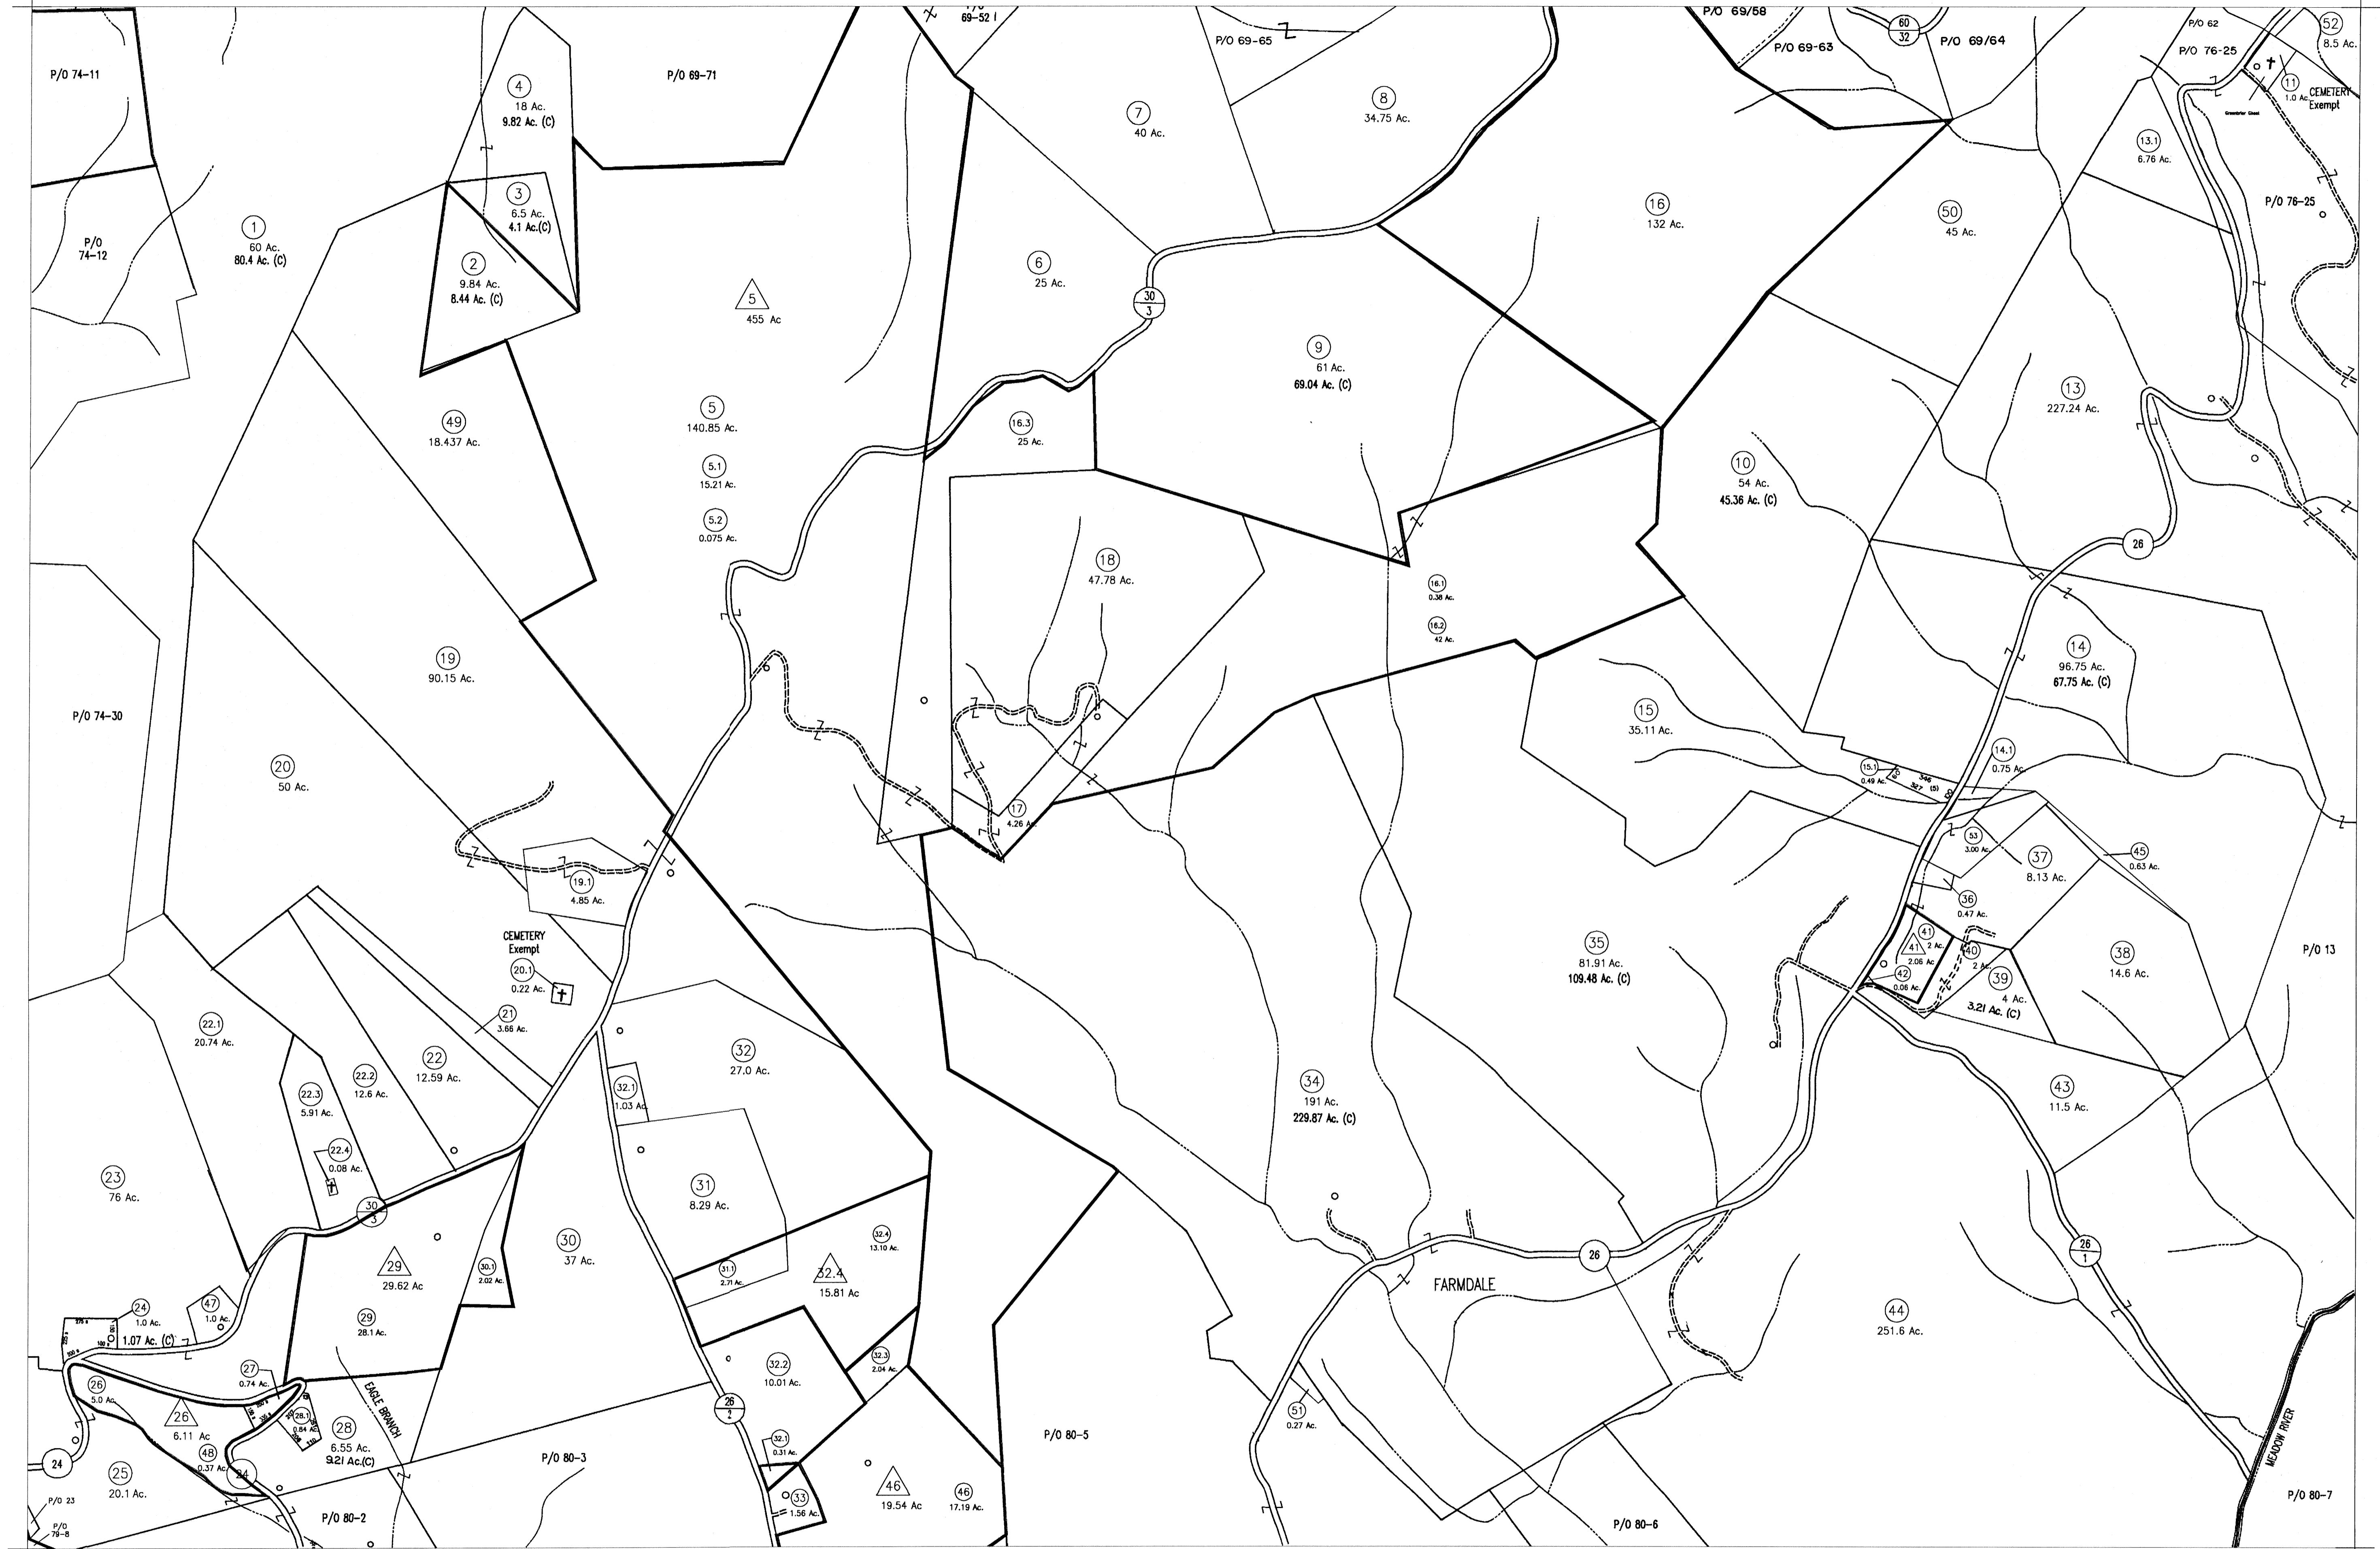 P/O 74-11
4
18 Ac.
9.82 Ac. (C)
P/O 69-71
69-52 1
P/O 69-65
7
40 Ac.
8
34.75 Ac.
P/O 69/58
P/O 69-63
60
32
P/O 69/64
P/O 62
P/O 76-25
52
8.5 Ac.
11
1.0 Ac.
CEMETERY
Exempt
13.1
6.76 Ac.
P/O 76-25
P/O
74-12
1
60 Ac.
80.4 Ac. (C)
3
6.5 Ac.
4.1 Ac.(C)
2
9.84 Ac.
8.44 Ac. (C)
5
455 Ac
6
25 Ac.
30
3
16
132 Ac.
50
45 Ac.
9
61 Ac.
69.04 Ac. (C)
13
227.24 Ac.
49
18.437 Ac.
5
140.85 Ac.
5.1
15.21 Ac.
5.2
0.075 Ac.
16.3
25 Ac.
10
54 Ac.
45.36 Ac. (C)
26
18
47.78 Ac.
16.1
0.38 Ac.
16.2
42 Ac.
14
96.75 Ac.
67.75 Ac. (C)
19
90.15 Ac.
P/O 74-30
20
50 Ac.
15
35.11 Ac.
15.1
0.49 Ac.
60
346
327 (S)
14.1
0.75 Ac.
17
4.26 Ac
53
3.00 Ac.
37
8.13 Ac.
45
0.63 Ac.
19.1
4.85 Ac.
36
0.47 Ac.
CEMETERY
Exempt
20.1
0.22 Ac.
21
3.66 Ac.
35
81.91 Ac.
109.48 Ac. (C)
41
2 Ac.
41
2.06 Ac
40
2 Ac.
42
0.06 Ac.
39
4 Ac.
3.21 Ac. (C)
38
14.6 Ac.
P/O 13
22.1
20.74 Ac.
22
12.59 Ac.
22.2
12.6 Ac.
22.3
5.91 Ac.
22.4
0.08 Ac.
32
27.0 Ac.
32.1
1.03 Ac.
34
191 Ac.
229.87 Ac. (C)
43
11.5 Ac.
23
76 Ac.
30
3
31
8.29 Ac.
30
37 Ac.
29
29.62 Ac
30.1
2.02 Ac.
31.1
2.71 Ac.
32.4
13.10 Ac.
32.4
15.81 Ac
26
FARMDALE
26
1
44
251.6 Ac.
24
1.0 Ac.
1.07 Ac. (C)
47
1.0 Ac.
29
28.1 Ac.
27
0.74 Ac.
26
5.0 Ac.
26
6.11 Ac
28.1
0.84 Ac.
28
6.55 Ac.
9.21 Ac.(C)
EAGLE BRANCH
48
0.37 Ac.
24
24
25
20.1 Ac.
32.2
10.01 Ac.
32.3
2.04 Ac.
26
2
32.1
0.31 Ac.
33
1.56 Ac.
46
19.54 Ac
46
17.19 Ac.
P/O 80-5
51
0.27 Ac.
P/O 80-3
P/O 80-2
P/O 23
P/O
79-8
P/O 80-6
MEADOW RIVER
P/O 80-7